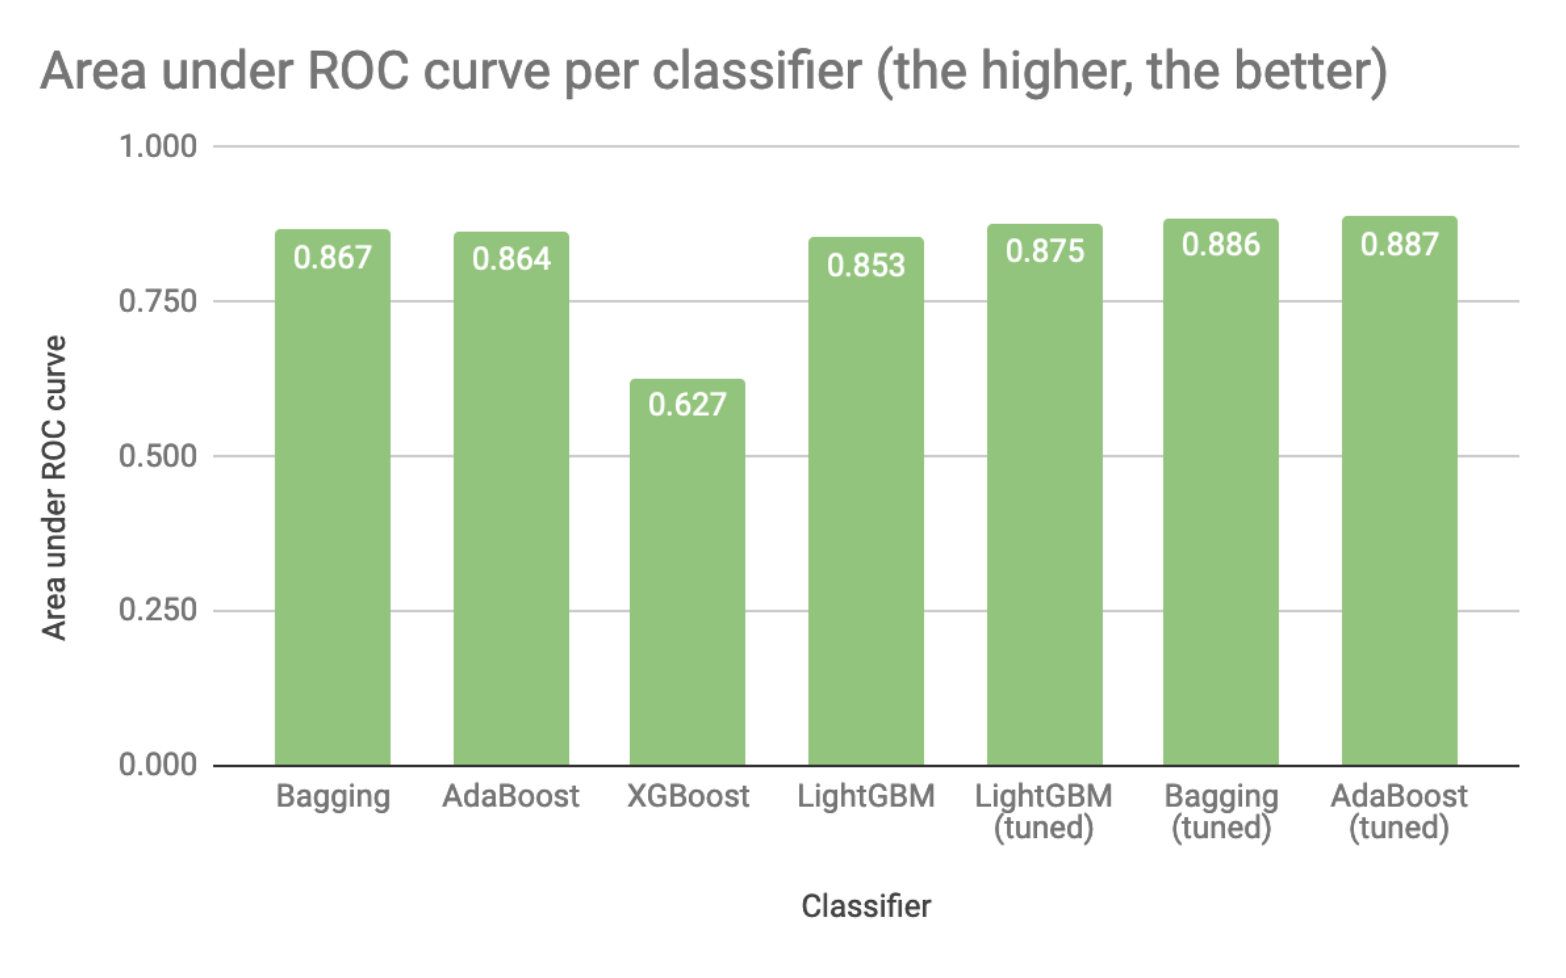 Area under ROC curve per classifier (the higher, the better)
1.000
0.750
0.500
0.250
0.000
Area under ROC curve
0.867
0.864
0.627
0.853
0.875
0.886
0.887
Bagging
AdaBoost
XGBoost
LightGBM
LightGBM
(tuned)
Bagging
(tuned)
AdaBoost
(tuned)
Classifier